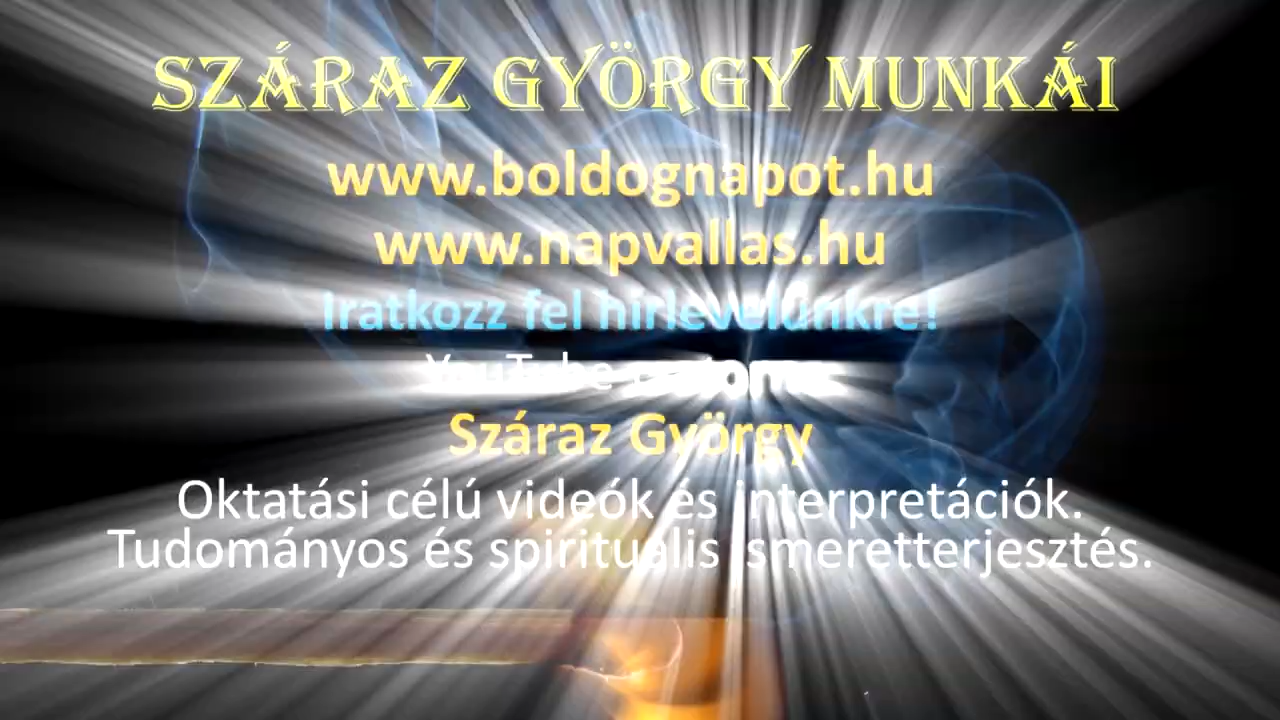 SZÁRAZ GYÖRGY MUNKÁI
www.boldognapot.hu
www.napvallas.hu
Iratkozz fel hírlevelünkre!
YouTube
Száraz György
Oktatási célú videók és interpretációk.
Tudományos és spirituális ismeretterjesztés.